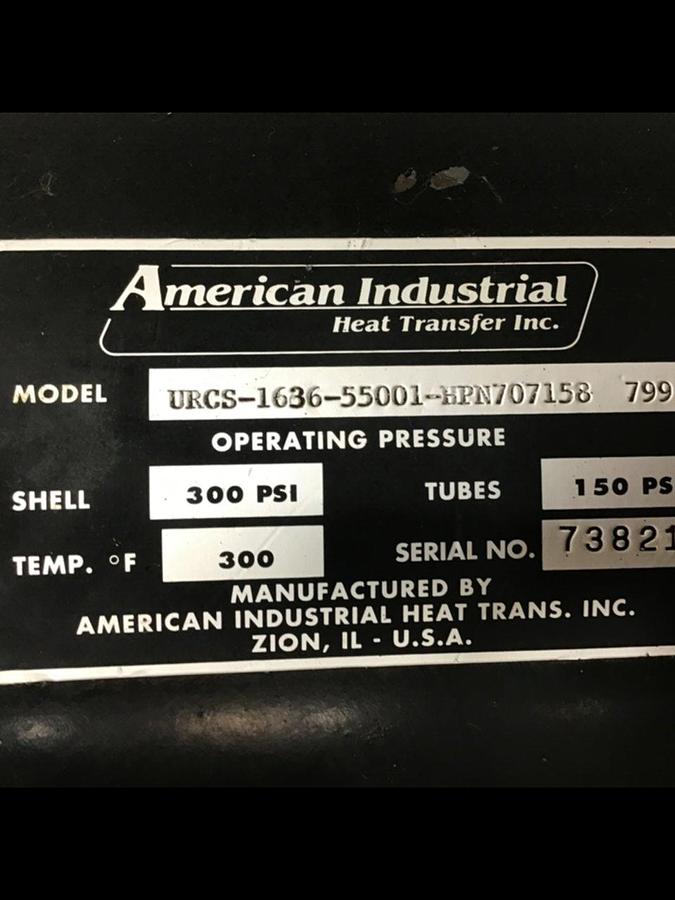 American Industrial
Heat Transfer Inc.
MODEL URCS-1636-55001-HPN707158 799
OPERATING PRESSURE
SHELL 300 PSI TUBES 150 PS
TEMP. °F 300 SERIAL NO. 73821
MANUFACTURED BY
AMERICAN INDUSTRIAL HEAT TRANS. INC.
ZION, IL - U.S.A.